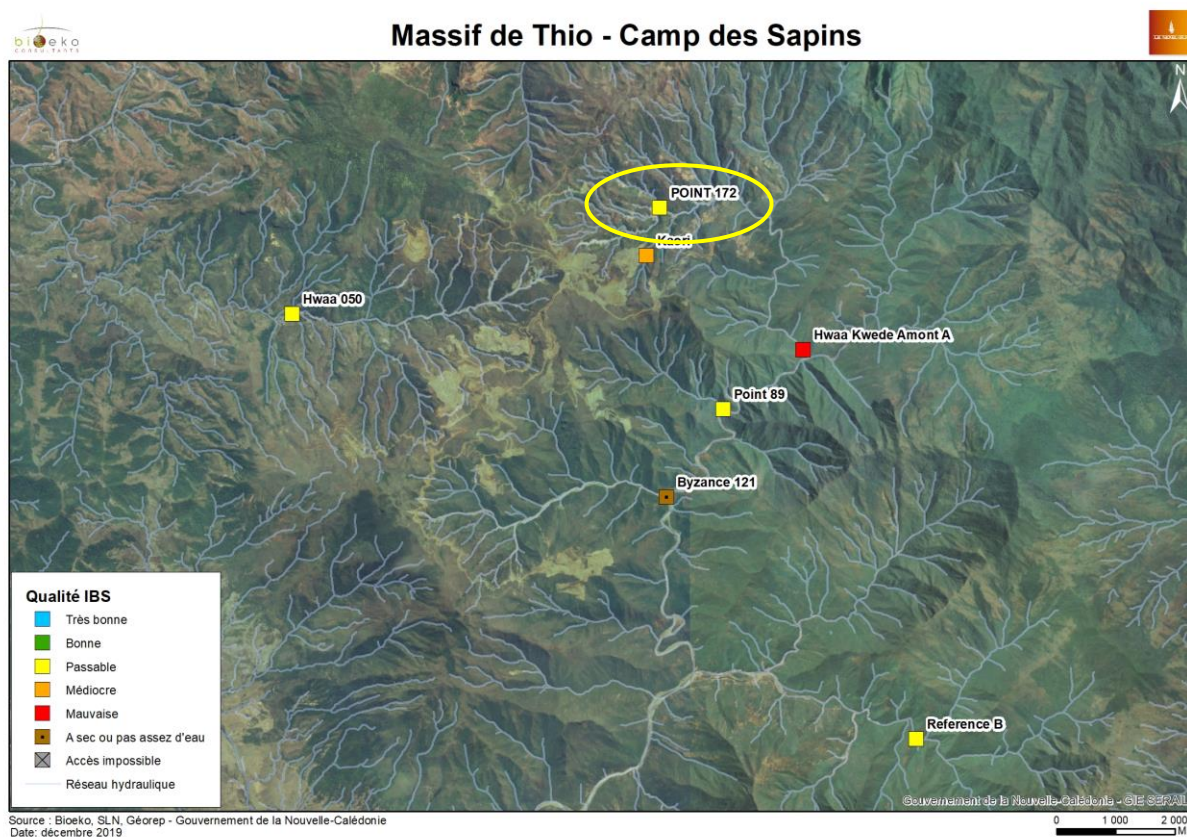 bioeko
CONSULTANTS
Massif de Thio - Camp des Sapins
N
POINT 172
Kaori
Hwaa 050
Hwaa Kwede Amont A
Point 89
Byzance 121
Reference B
Qualité IBS
Très bonne
Bonne
Passable
Médiocre
Mauvaise
A sec ou pas assez d'eau
Accès impossible
Réseau hydraulique
Gouvernement de la Nouvelle-Calédonie - GIE SERAIL
Source : Bioeko, SLN, Géorep - Gouvernement de la Nouvelle-Calédonie
Date: décembre 2019
0 1 000 2 000
M